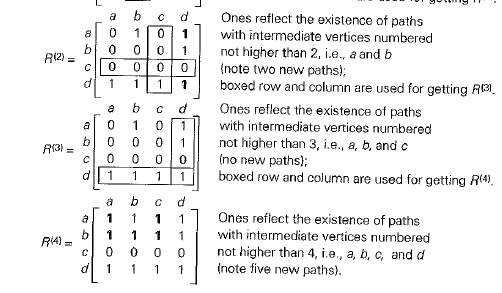 a b c d
a 0 1 0 1
R(2) = b 0 0 0 1
c 0 0 0 0
d 1 1 1 1
Ones reflect the existence of paths
with intermediate vertices numbered
not higher than 2, i.e., a and b
(note two new paths);
boxed row and column are used for getting R(3).
a b c d
a 0 1 0 1
R(3) = b 0 0 0 1
c 0 0 0 0
d 1 1 1 1
Ones reflect the existence of paths
with intermediate vertices numbered
not higher than 3, i.e., a, b, and c
(no new paths);
boxed row and column are used for getting R(4).
a b c d
a 1 1 1 1
R(4) = b 1 1 1 1
c 0 0 0 0
d 1 1 1 1
Ones reflect the existence of paths
with intermediate vertices numbered
not higher than 4, i.e., a, b, c, and d
(note five new paths).